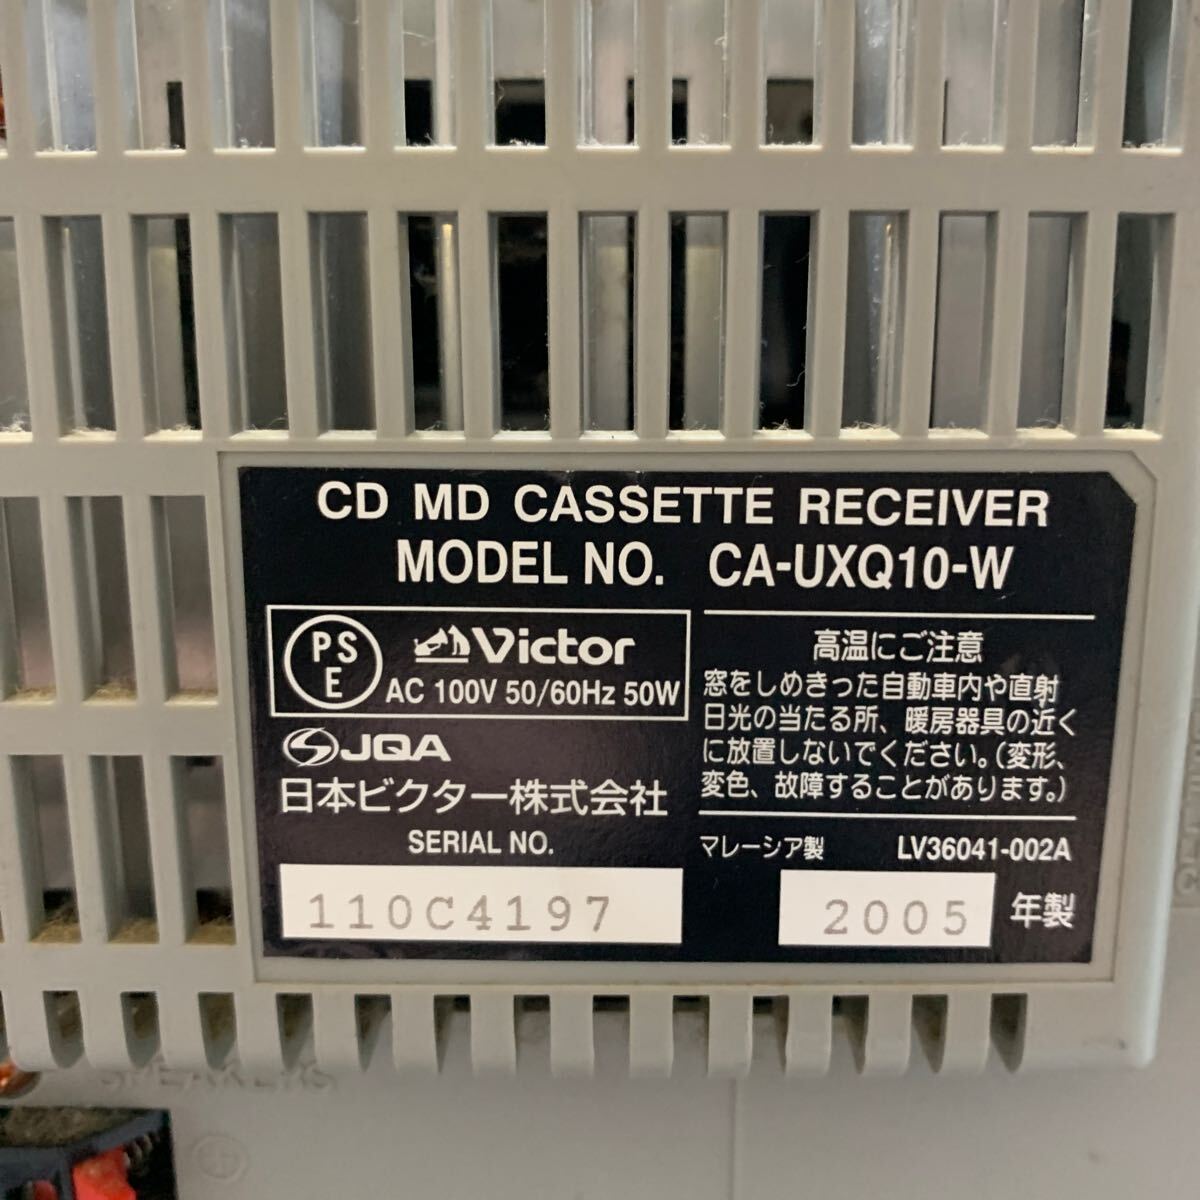 CD MD CASSETTE RECEIVER
MODEL NO. CA-UXQ10-W
PSE
Victor
AC 100V 50/60Hz 50W
JQA
日本ビクター株式会社
SERIAL NO.
110C4197
高温にご注意
窓をしめきった自動車内や直射
日光の当たる所、暖房器具の近く
に放置しないでください。(変形、
変色、故障することがあります。)
マレーシア製 LV36041-002A
2005 年製
SPEAKERS